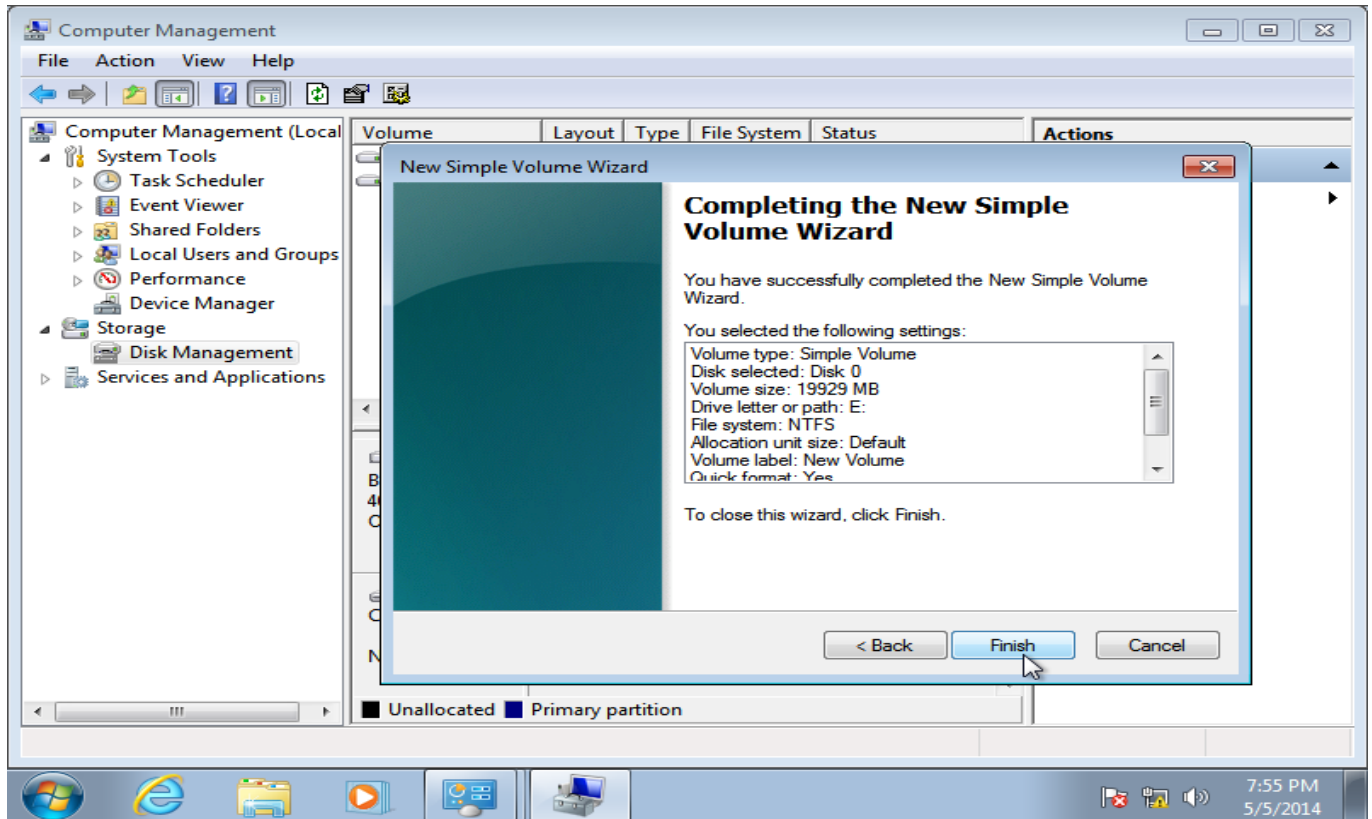 Computer Management
File Action View Help
Computer Management (Local
System Tools
Task Scheduler
Event Viewer
Shared Folders
Local Users and Groups
Performance
Device Manager
Storage
Disk Management
Services and Applications
Volume Layout Type File System Status
Actions
New Simple Volume Wizard
Completing the New Simple
Volume Wizard
You have successfully completed the New Simple Volume
Wizard.
You selected the following settings:
Volume type: Simple Volume
Disk selected: Disk 0
Volume size: 19929 MB
Drive letter or path: E:
File system: NTFS
Allocation unit size: Default
Volume label: New Volume
Quick format: Yes
To close this wizard, click Finish.
< Back Finish Cancel
Unallocated Primary partition
7:55 PM
5/5/2014